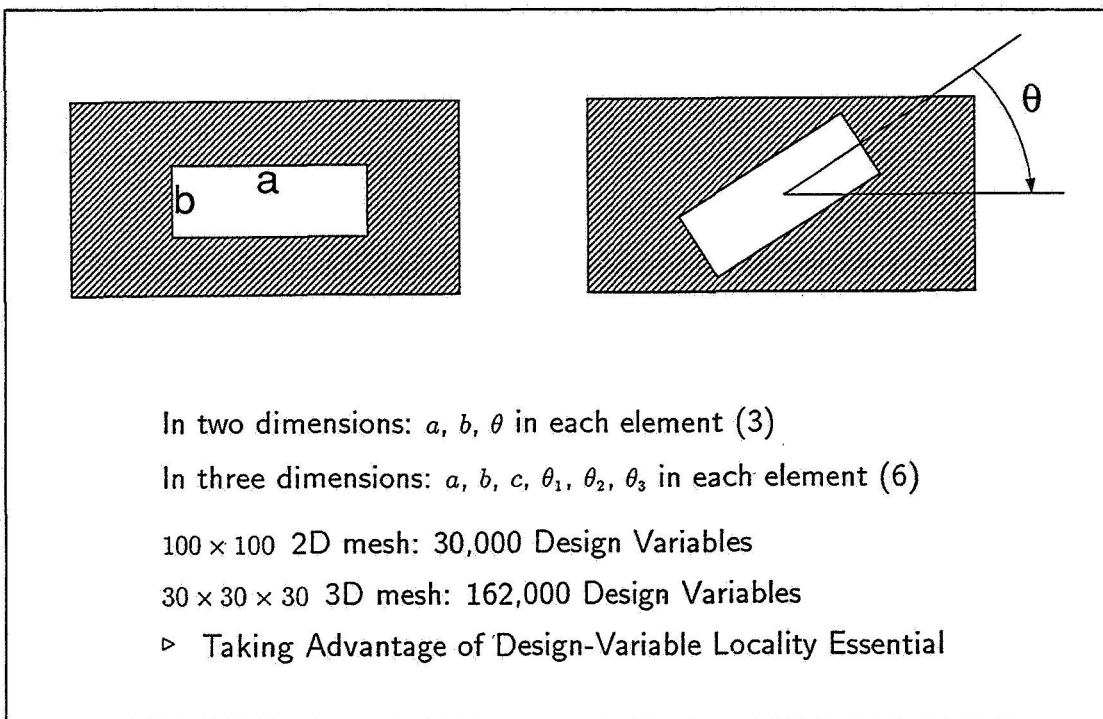 a
b
θ
In two dimensions: a, b, θ in each element (3)
In three dimensions: a, b, c, θ₁, θ₂, θ₃ in each element (6)
100 × 100 2D mesh: 30,000 Design Variables
30 × 30 × 30 3D mesh: 162,000 Design Variables
▷ Taking Advantage of Design-Variable Locality Essential